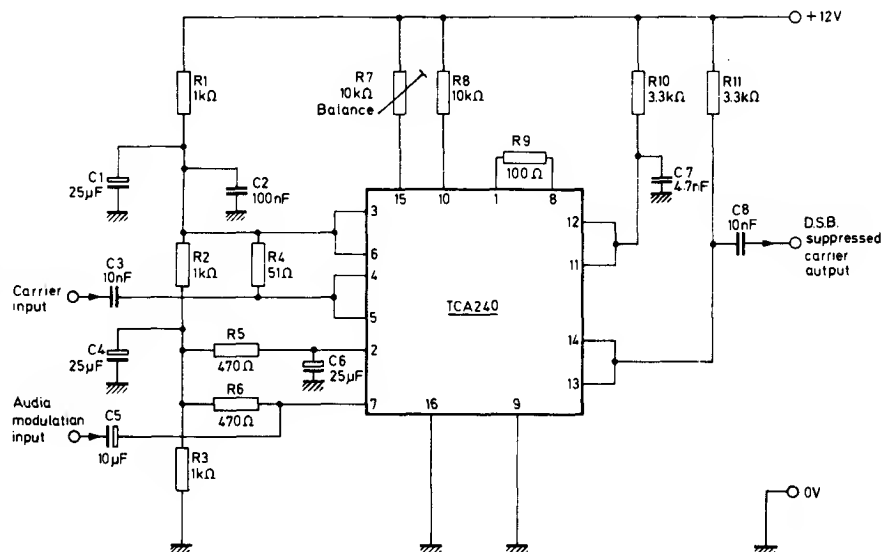 +12V
R1
1kΩ
R7
10kΩ
Balance
R8
10kΩ
R10
3.3kΩ
R11
3.3kΩ
R9
100Ω
C1
25µF
C2
100nF
C7
4.7nF
15
10
1
8
3
6
4
5
2
7
12
11
14
13
16
9
TCA240
R2
1kΩ
R4
51Ω
C3
10nF
Carrier
input
C8
10nF
D.S.B.
suppressed
carrier
output
C4
25µF
R5
470Ω
C6
25µF
R6
470Ω
Audia
modulation
input
C5
10µF
R3
1kΩ
0V